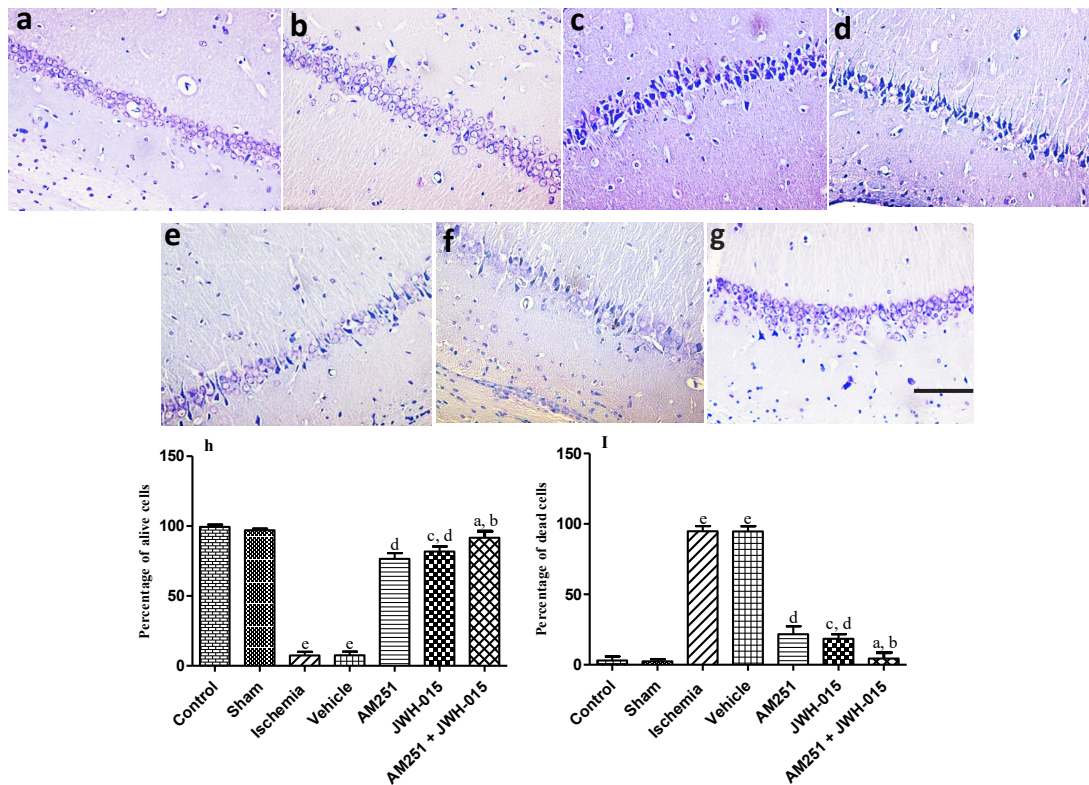 a
b
c
d
e
f
g
h
150
100
50
0
Percentage of alive cells
e
e
d
c, d
a, b
Control
Sham
Ischemia
Vehicle
AM251
JWH-015
AM251 + JWH-015
I
150
100
50
0
Percentage of dead cells
e
e
d
c, d
a, b
Control
Sham
Ischemia
Vehicle
AM251
JWH-015
AM251 + JWH-015